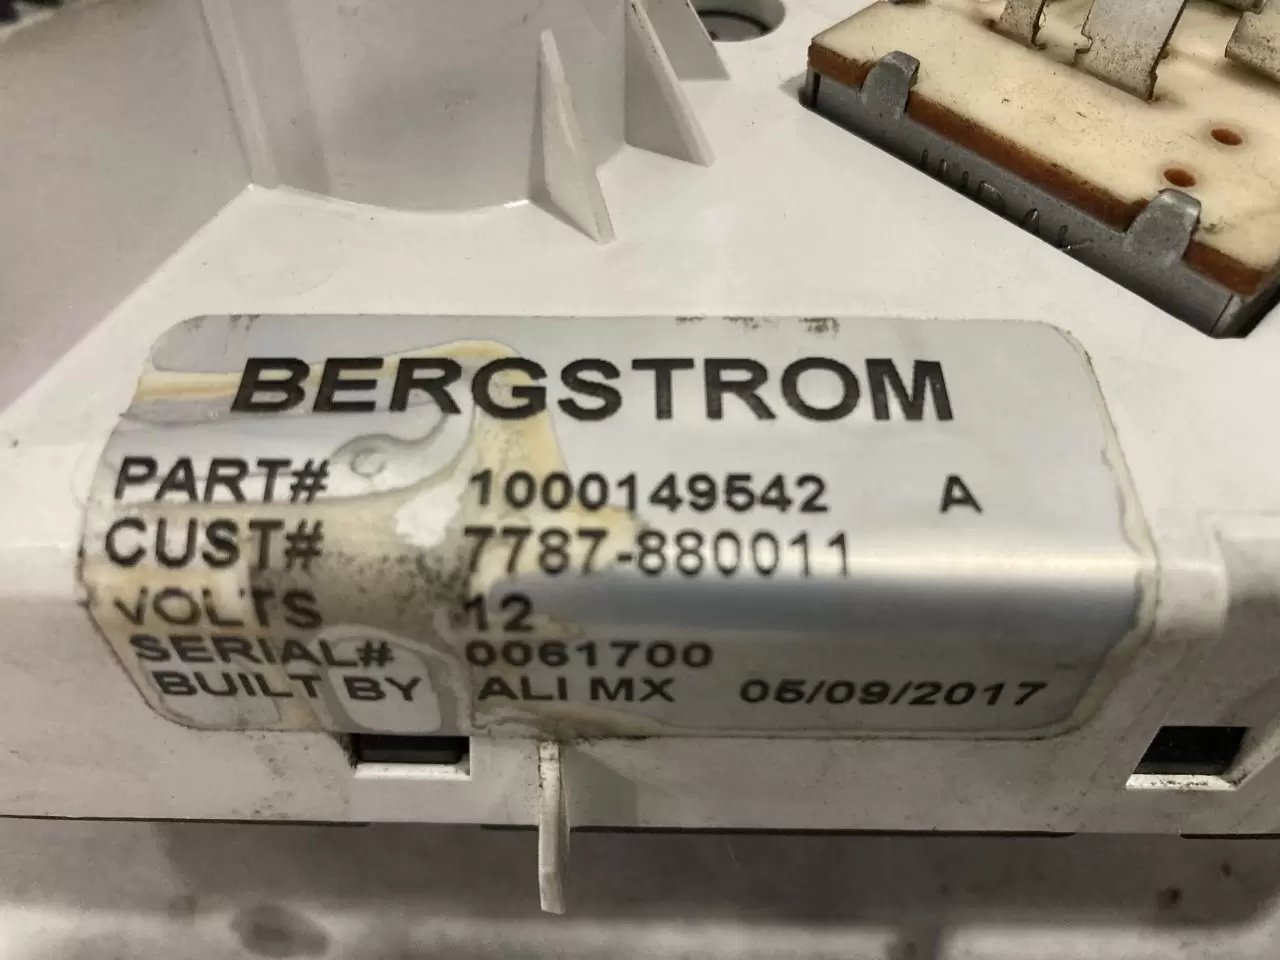 BERGSTROM
PART# 1000149542 A
CUST# 7787-880011
VOLTS 12
SERIAL# 0061700
BUILT BY ALI MX 05/09/2017